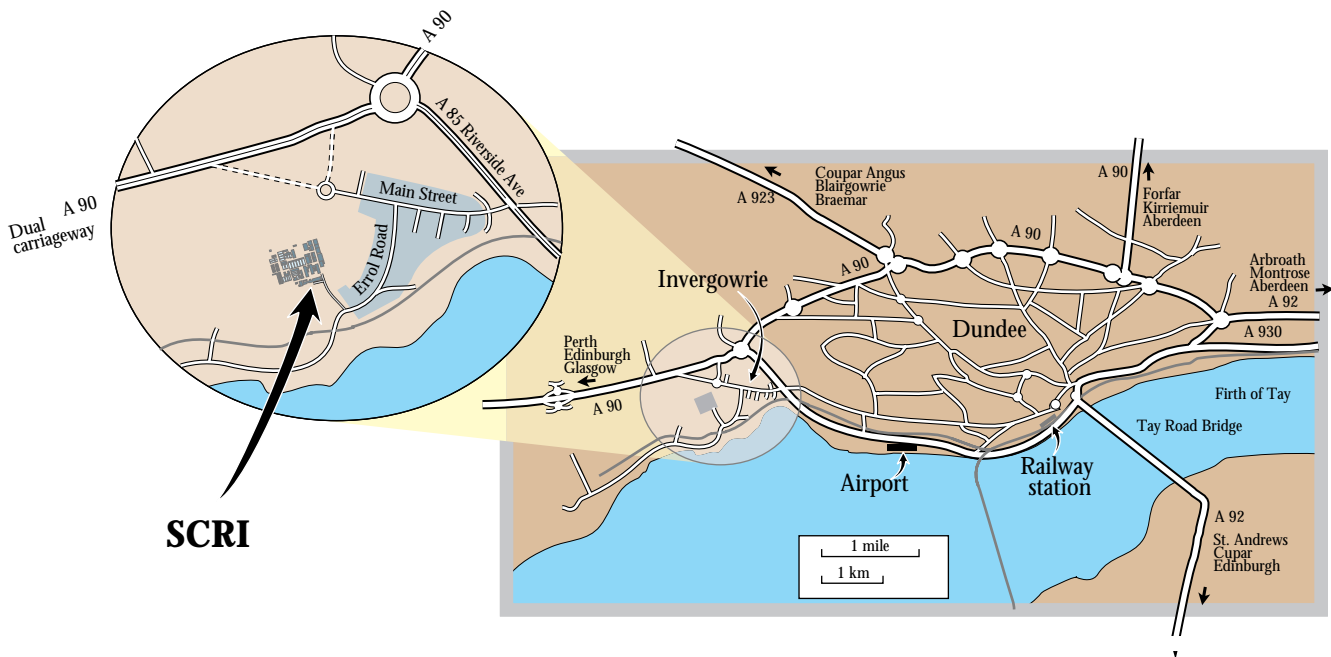 A 90
A 85 Riverside Ave
Main Street
Errol Road
A 90
Dual
carriageway
SCRI
Invergowrie
Perth
Edinburgh
Glasgow
A 90
A 923
Coupar Angus
Blairgowrie
Braemar
A 90
A 90
A 90
Forfar
Kirriemuir
Aberdeen
Arbroath
Montrose
Aberdeen
A 92
A 930
Dundee
Firth of Tay
Tay Road Bridge
Railway
station
Airport
A 92
St. Andrews
Cupar
Edinburgh
1 mile
1 km